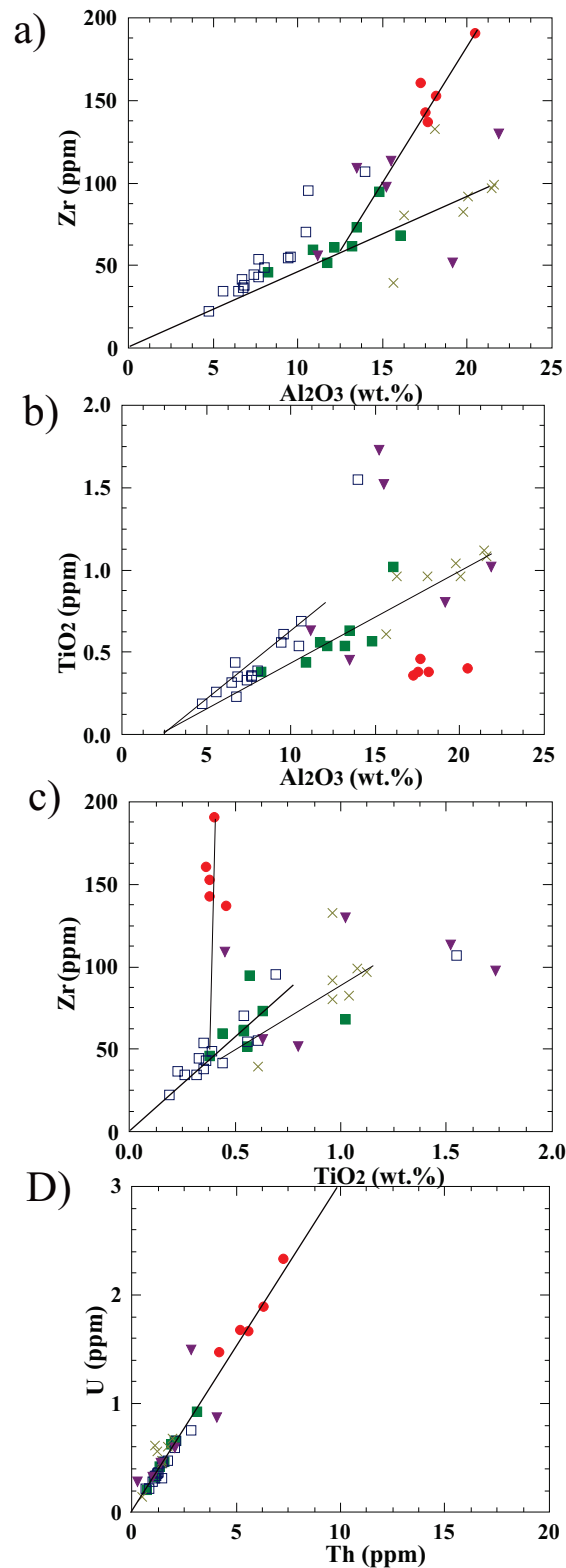 a)
200
150
100
50
0
Zr (ppm)
0 5 10 15 20 25
Al2O3 (wt.%)
b)
2.0
1.5
1.0
0.5
0.0
TiO2 (ppm)
0 5 10 15 20 25
Al2O3 (wt.%)
c)
200
150
100
50
0
Zr (ppm)
0.0 0.5 1.0 1.5 2.0
TiO2 (wt.%)
D)
3
2
1
0
U (ppm)
0 5 10 15 20
Th (ppm)